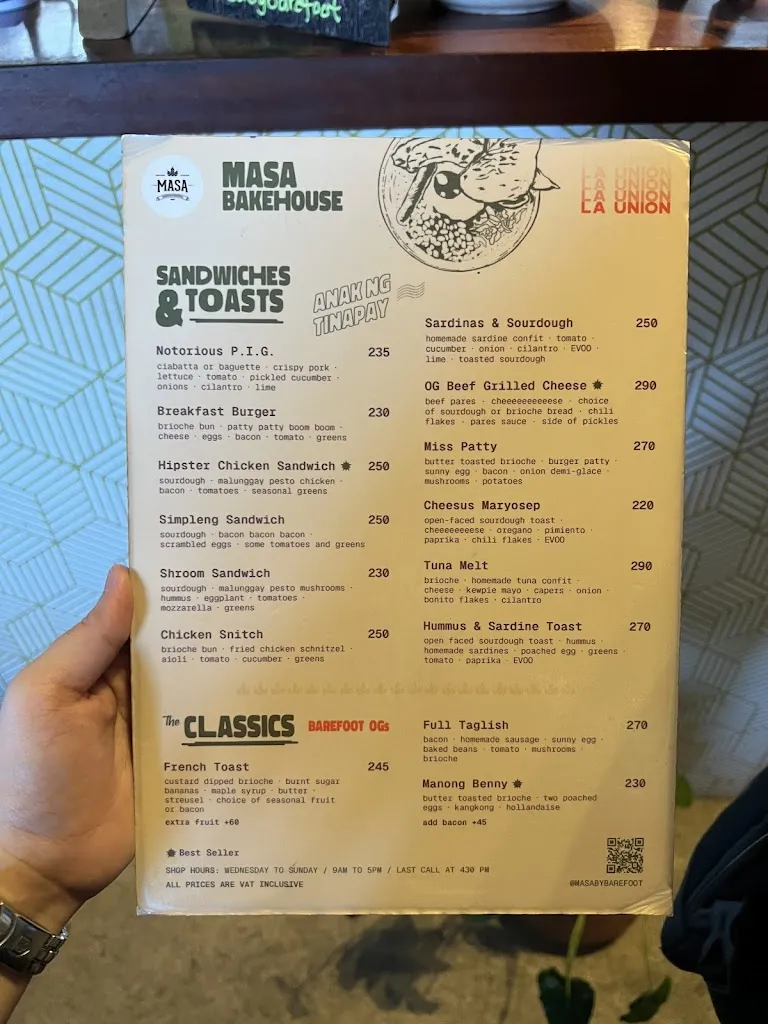 MASA
MASA
BAKEHOUSE
LA UNION
LA UNION
LA UNION
LA UNION
SANDWICHES
& TOASTS
ANAK NG
TINAPAY
Notorious P.I.G. 235
ciabatta or baguette · crispy pork ·
lettuce · tomato · pickled cucumber ·
onions · cilantro · lime
Breakfast Burger 230
brioche bun · patty patty boom boom ·
cheese · eggs · bacon · tomato · greens
Hipster Chicken Sandwich 250
sourdough · malunggay pesto chicken ·
bacon · tomatoes · seasonal greens
Simpleng Sandwich 250
sourdough · bacon bacon bacon ·
scrambled eggs · some tomatoes and greens
Shroom Sandwich 230
sourdough · malunggay pesto mushrooms ·
hummus · eggplant · tomatoes ·
mozzarella · greens
Chicken Snitch 250
brioche bun · fried chicken schnitzel ·
aioli · tomato · cucumber · greens
Sardinas & Sourdough 250
homemade sardine confit · tomato ·
cucumber · onion · cilantro · EVOO ·
lime · toasted sourdough
OG Beef Grilled Cheese 290
beef pares · cheeeeeeeeese · choice
of sourdough or brioche bread · chili
flakes · pares sauce · side of pickles
Miss Patty 270
butter toasted brioche · burger patty ·
sunny egg · bacon · onion demi-glace ·
mushrooms · potatoes
Cheesus Maryosep 220
open-faced sourdough toast ·
cheeeeeeeese · oregano · pimiento ·
paprika · chili flakes · EVOO
Tuna Melt 290
brioche · homemade tuna confit ·
cheese · kewpie mayo · capers · onion ·
bonito flakes · cilantro
Hummus & Sardine Toast 270
open faced sourdough toast · hummus ·
homemade sardines · poached egg · greens ·
tomato · paprika · EVOO
The CLASSICS BAREFOOT OGs
French Toast 245
custard dipped brioche · burnt sugar
bananas · maple syrup · butter ·
streusel · choice of seasonal fruit
or bacon
extra fruit +60
Full Taglish 270
bacon · homemade sausage · sunny egg ·
baked beans · tomato · mushrooms ·
brioche
Manong Benny 230
butter toasted brioche · two poached
eggs · kangkong · hollandaise
add bacon +45
Best Seller
SHOP HOURS: WEDNESDAY TO SUNDAY / 9AM TO 5PM / LAST CALL AT 430 PM
ALL PRICES ARE VAT INCLUSIVE
@MASABYBAREFOOT